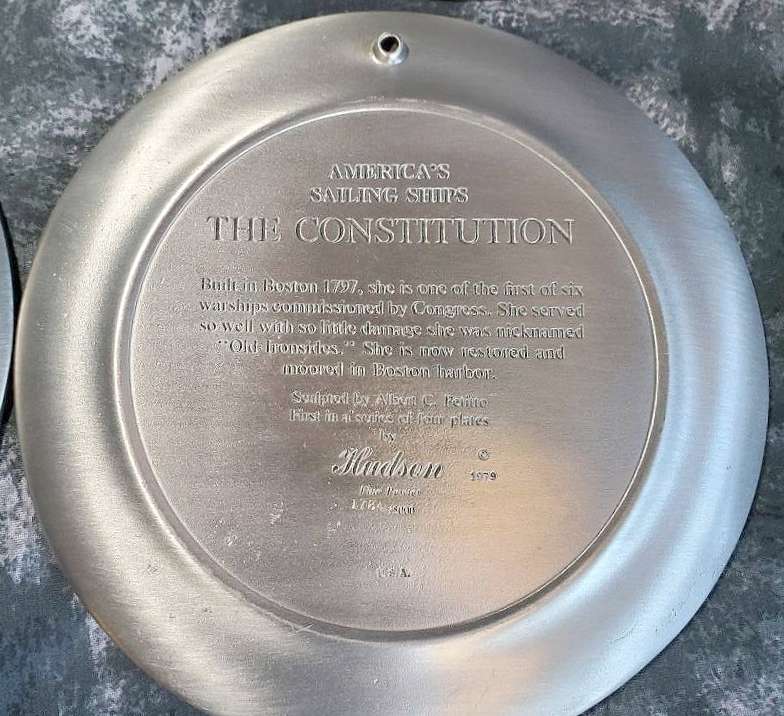 AMERICA'S
SAILING SHIPS
THE CONSTITUTION
Built in Boston 1797, she is one of the first of six
warships commissioned by Congress. She served
so well with so little damage she was nicknamed
"Old Ironsides." She is now restored and
moored in Boston harbor.
Sculpted by Albert C. Petitto
First in a series of four plates
by
Hudson ©
1979
Fine Pewter
U.S.A.